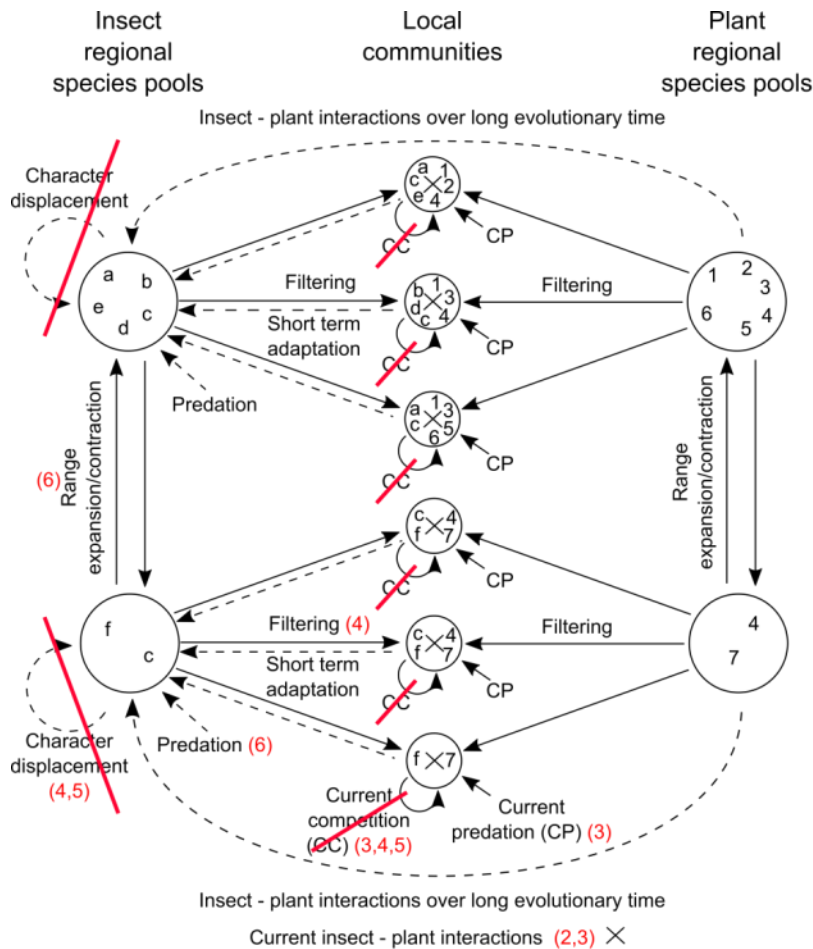 Insect
regional
species pools
Local
communities
Plant
regional
species pools
Insect - plant interactions over long evolutionary time
Character
displacement
a
c × 1
e 2
4
CC
CP
a b
e c
d
Filtering
b 1
d × 3
c 4
Filtering
1 2
3
6 4
5
Short term
adaptation
CC
CP
Predation
a 1 3
c × 5
6
CC
CP
(6) Range
expansion/contraction
Range
expansion/contraction
c × 4
f 7
CC
CP
f
c
Filtering (4)
c × 4
f 7
Filtering
4
7
Short term
adaptation
CC
CP
Character
displacement
(4,5)
Predation (6)
f × 7
Current
competition
(CC) (3,4,5)
Current
predation (CP) (3)
Insect - plant interactions over long evolutionary time
Current insect - plant interactions (2,3) ×